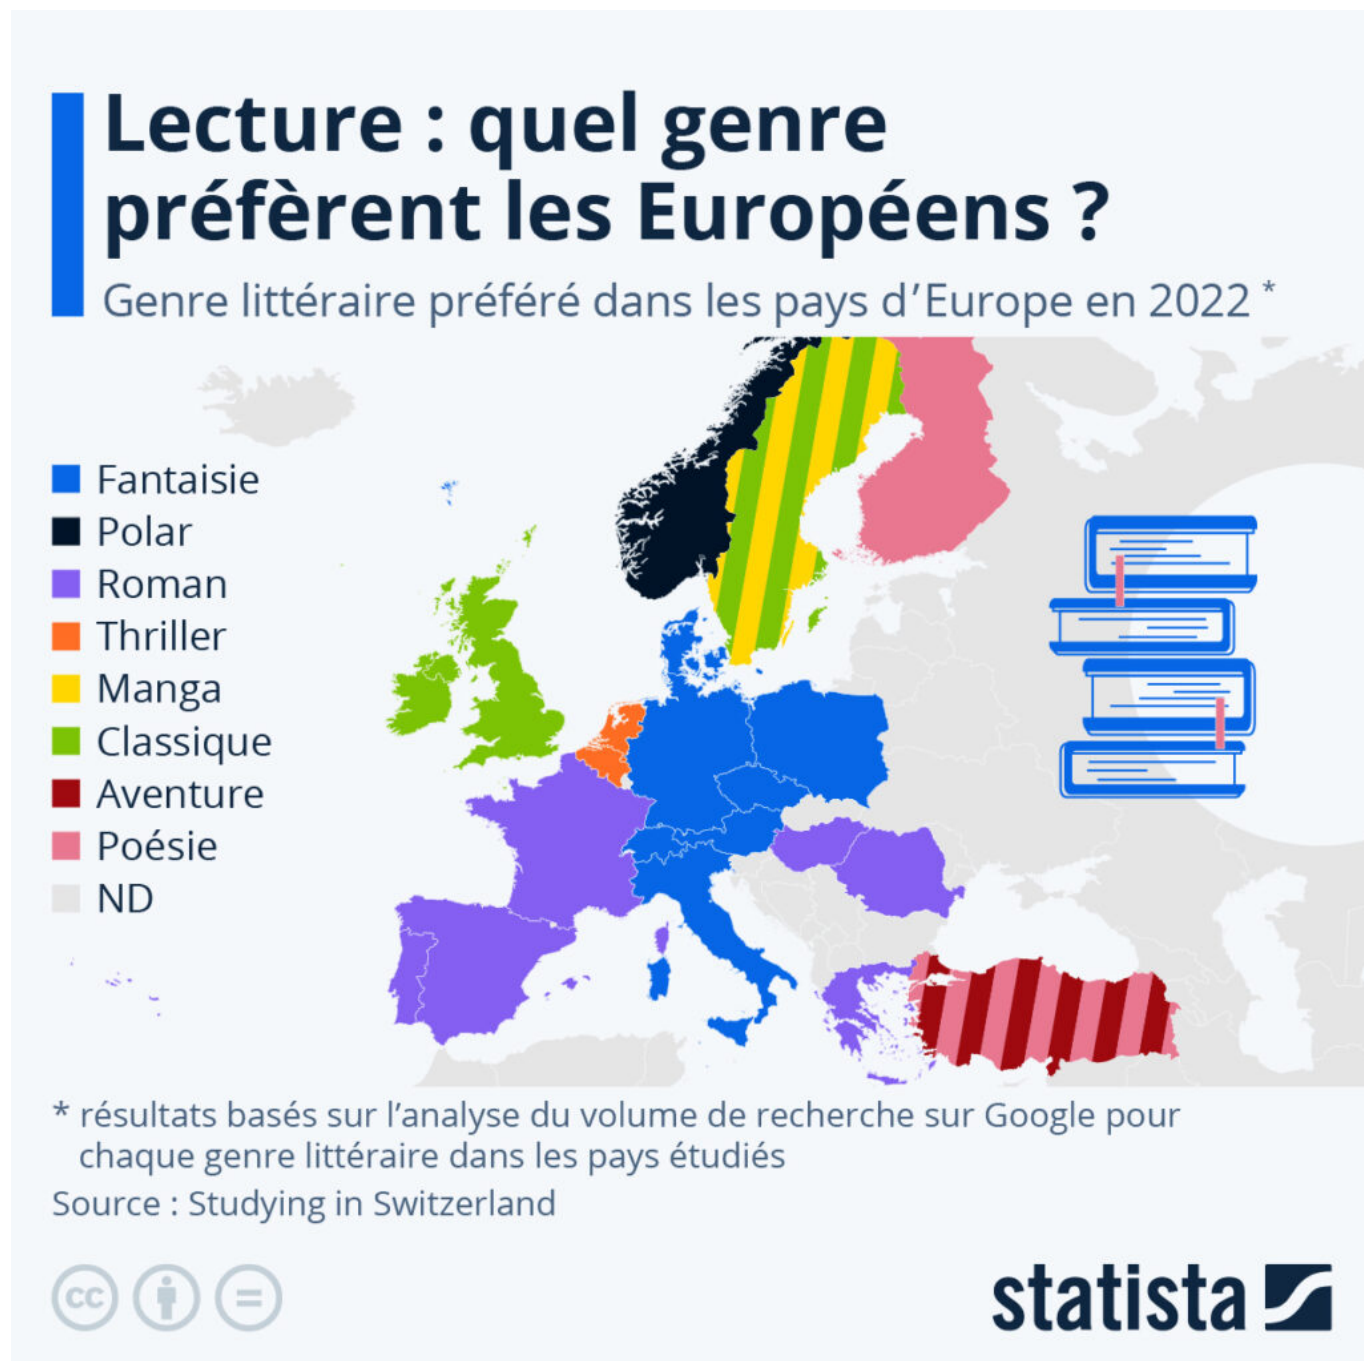 Lecture : quel genre
préfèrent les Européens ?
Genre littéraire préféré dans les pays d’Europe en 2022 *
Fantaisie
Polar
Roman
Thriller
Manga
Classique
Aventure
Poésie
ND
* résultats basés sur l’analyse du volume de recherche sur Google pour
chaque genre littéraire dans les pays étudiés
Source : Studying in Switzerland
cc
statista